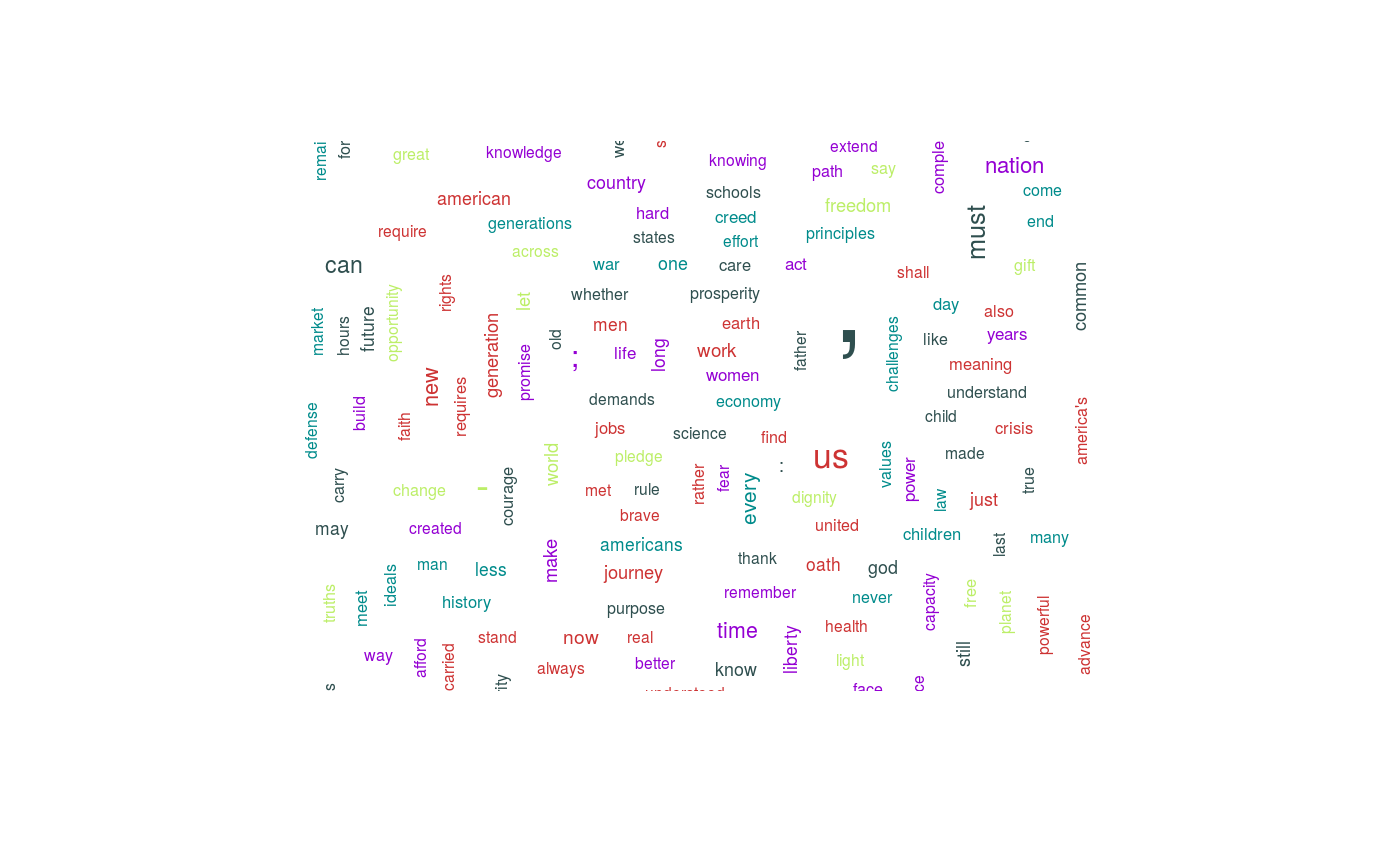 remai
for
great
knowledge
we
s
knowing
extend
path
say
comple
-
nation
country
american
schools
freedom
come
must
hard
creed
end
require
generations
states
effort
principles
across
can
war
one
care
act
shall
gift
common
rights
let
whether
prosperity
day
also
market
hours
future
opportunity
generation
promise
old
men
earth
father
,
challenges
like
years
;
life
long
work
meaning
new
requires
women
understand
demands
economy
defense
build
faith
jobs
science
find
child
crisis
america's
world
pledge
:
us
values
made
carry
change
-
courage
met
rule
rather
fear
every
dignity
power
law
just
true
may
created
brave
united
children
last
many
man
less
make
americans
journey
thank
oath
god
truths
meet
ideals
history
purpose
remember
never
capacity
free
planet
powerful
stand
now
real
time
liberty
health
still
advance
way
afford
carried
always
better
know
light
s
ity
understood
face
ce